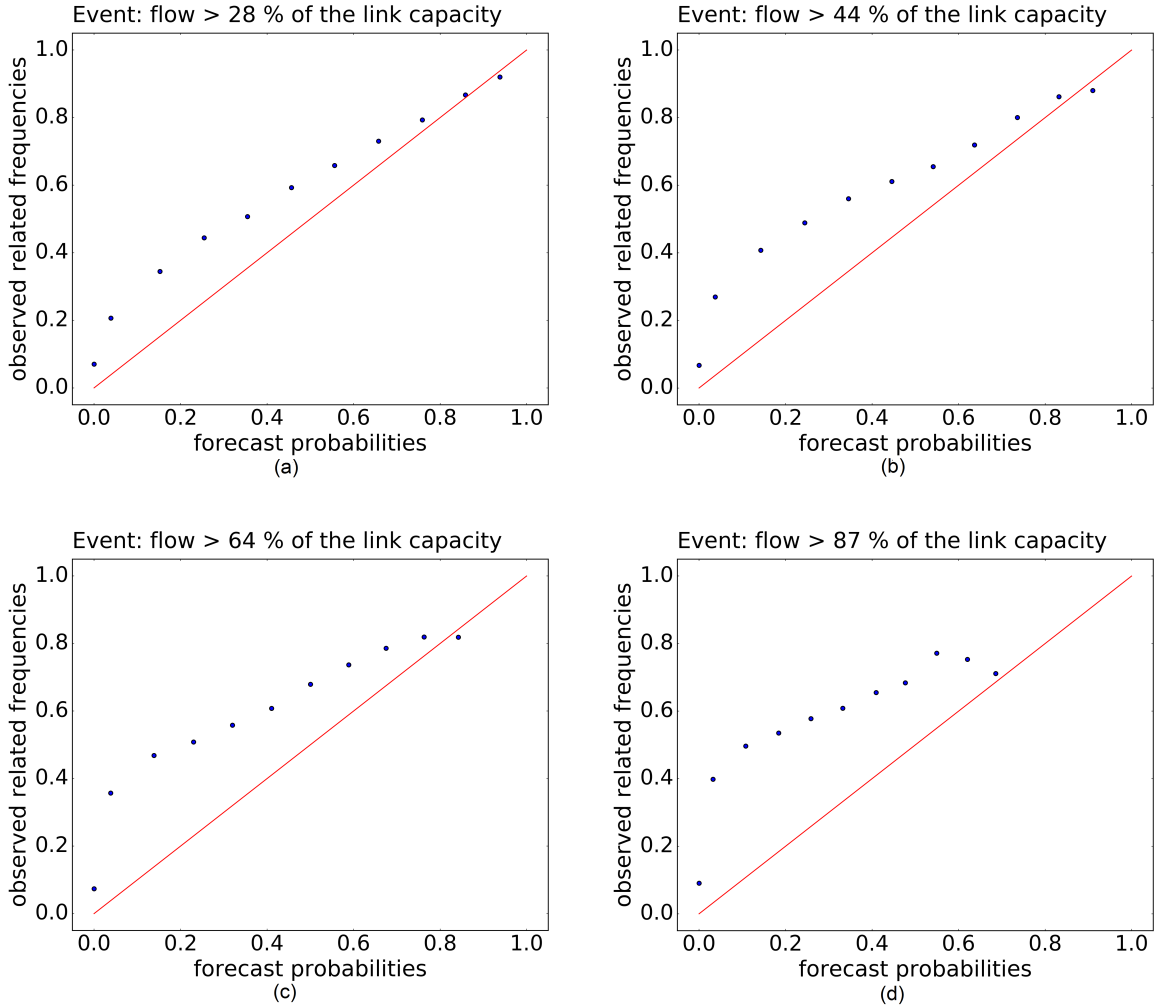 Event: flow > 28 % of the link capacity
observed related frequencies
1.0
0.8
0.6
0.4
0.2
0.0
0.0 0.2 0.4 0.6 0.8 1.0
forecast probabilities
(a)
Event: flow > 44 % of the link capacity
observed related frequencies
1.0
0.8
0.6
0.4
0.2
0.0
0.0 0.2 0.4 0.6 0.8 1.0
forecast probabilities
(b)
Event: flow > 64 % of the link capacity
observed related frequencies
1.0
0.8
0.6
0.4
0.2
0.0
0.0 0.2 0.4 0.6 0.8 1.0
forecast probabilities
(c)
Event: flow > 87 % of the link capacity
observed related frequencies
1.0
0.8
0.6
0.4
0.2
0.0
0.0 0.2 0.4 0.6 0.8 1.0
forecast probabilities
(d)